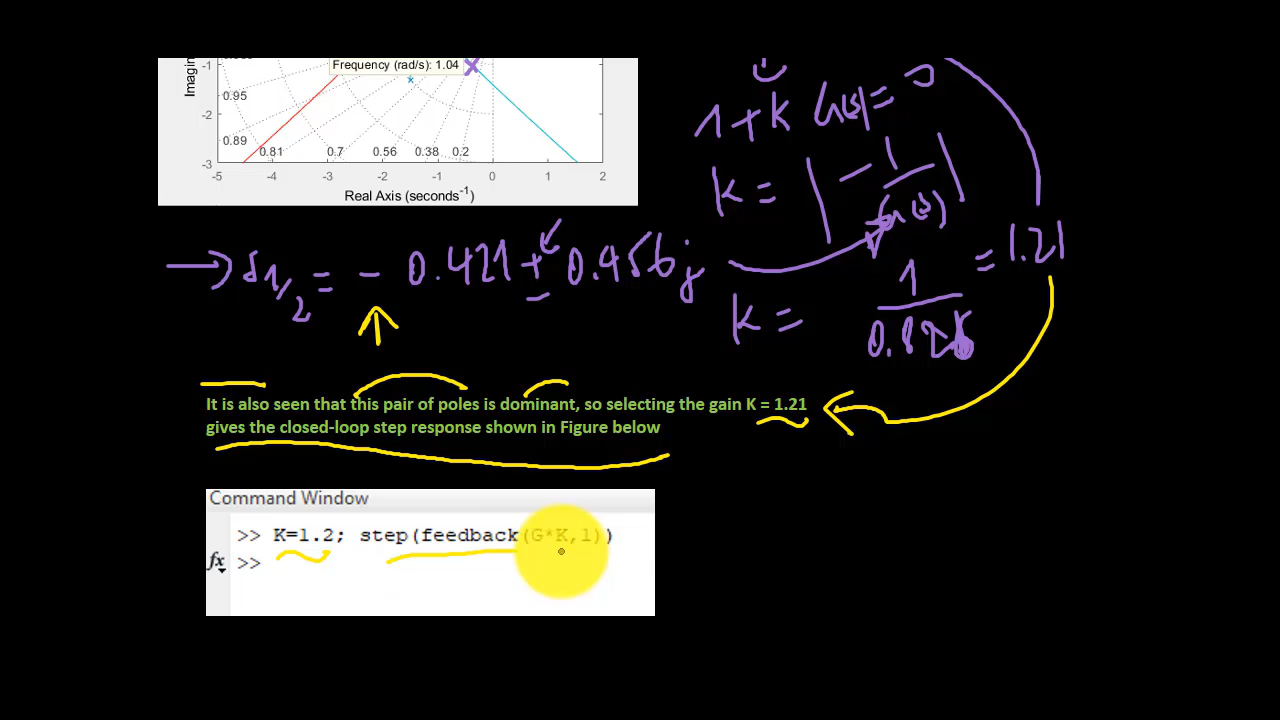 Imagin
-1
-2
-3
Frequency (rad/s): 1.04
0.95
0.89
0.81 0.7 0.56 0.38 0.2
-5 -4 -3 -2 -1 0 1 2
Real Axis (seconds-1)
1 + K G(s) = 0
K = | - 1 / G(s) |
→ S1/2 = - 0.421 ± 0.456j
K = 1 / 0.826 = 1.21
It is also seen that this pair of poles is dominant, so selecting the gain K = 1.21
gives the closed-loop step response shown in Figure below
Command Window
>> K=1.2; step(feedback(G*K,1))
fx >>